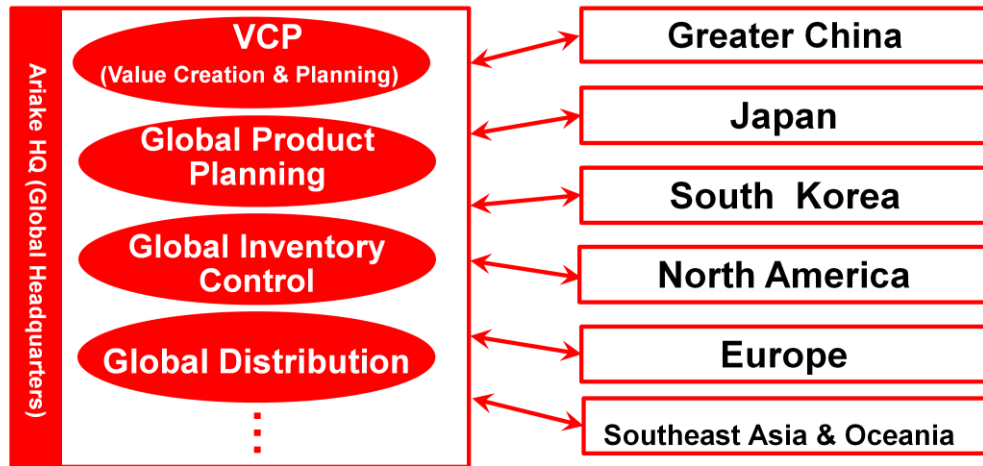 Ariake HQ (Global Headquarters)
VCP
(Value Creation & Planning)
Global Product
Planning
Global Inventory
Control
Global Distribution
Greater China
Japan
South Korea
North America
Europe
Southeast Asia & Oceania